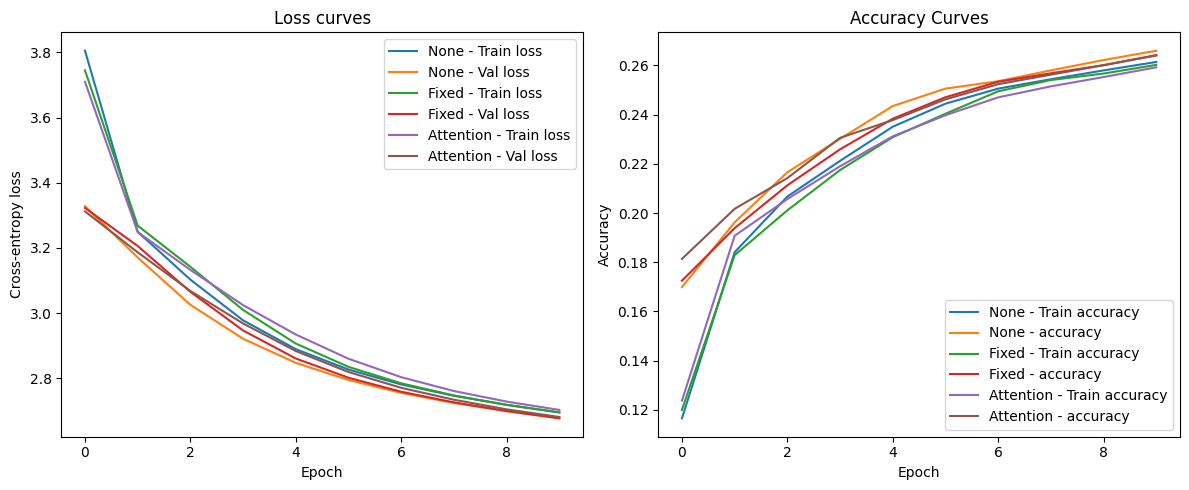 Loss curves
3.8
3.6
3.4
3.2
3.0
2.8
Cross-entropy loss
0
2
4
6
8
Epoch
None - Train loss
None - Val loss
Fixed - Train loss
Fixed - Val loss
Attention - Train loss
Attention - Val loss
Accuracy Curves
0.26
0.24
0.22
0.20
0.18
0.16
0.14
0.12
Accuracy
0
2
4
6
8
Epoch
None - Train accuracy
None - accuracy
Fixed - Train accuracy
Fixed - accuracy
Attention - Train accuracy
Attention - accuracy